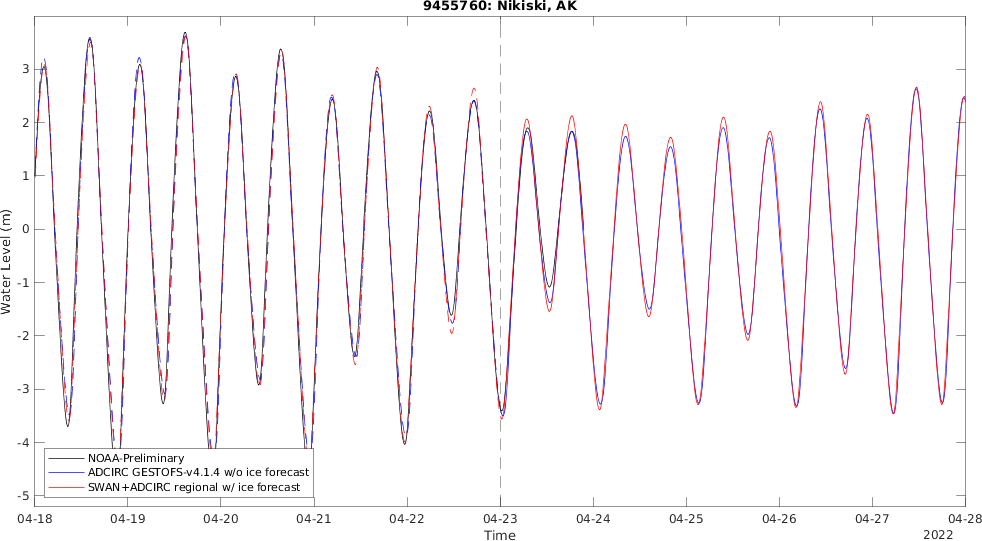 9455760: Nikiski, AK
Water Level (m)
3
2
1
0
-1
-2
-3
-4
-5
NOAA-Preliminary
ADCIRC GESTOFS-v4.1.4 w/o ice forecast
SWAN+ADCIRC regional w/ ice forecast
04-18 04-19 04-20 04-21 04-22 04-23 04-24 04-25 04-26 04-27 04-28
Time
2022